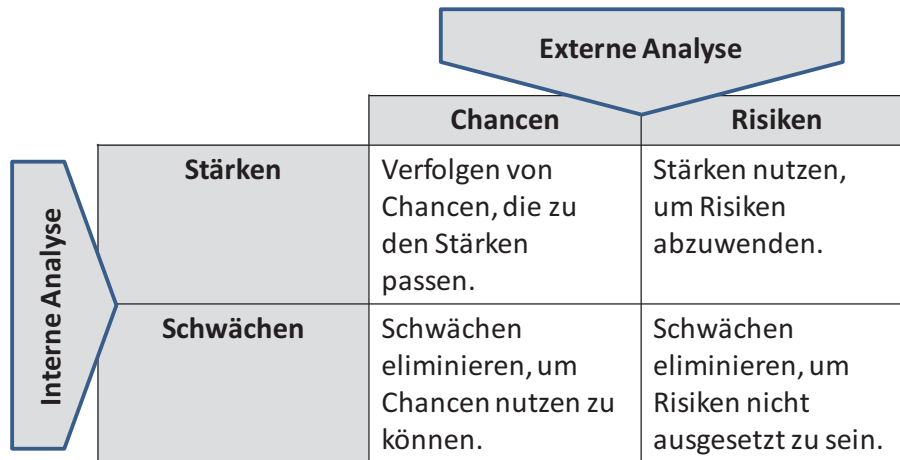 Externe Analyse
Chancen
Risiken
Interne Analyse
Stärken
Verfolgen von
Chancen, die zu
den Stärken
passen.
Stärken nutzen,
um Risiken
abzuwenden.
Schwächen
Schwächen
eliminieren, um
Chancen nutzen zu
können.
Schwächen
eliminieren, um
Risiken nicht
ausgesetzt zu sein.